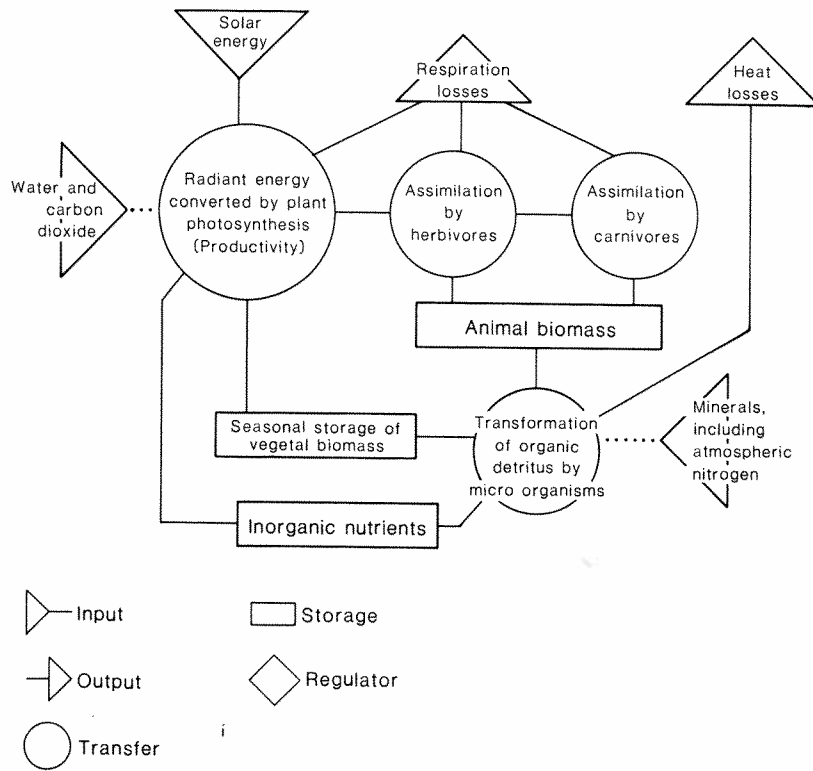 Solar
energy
Respiration
losses
Heat
losses
Water and
carbon
dioxide
Radiant energy
converted by plant
photosynthesis
(Productivity)
Assimilation
by
herbivores
Assimilation
by
carnivores
Animal biomass
Seasonal storage of
vegetal biomass
Transformation
of organic
detritus by
micro organisms
Minerals,
including
atmospheric
nitrogen
Inorganic nutrients
Input
Storage
Output
Regulator
Transfer
í